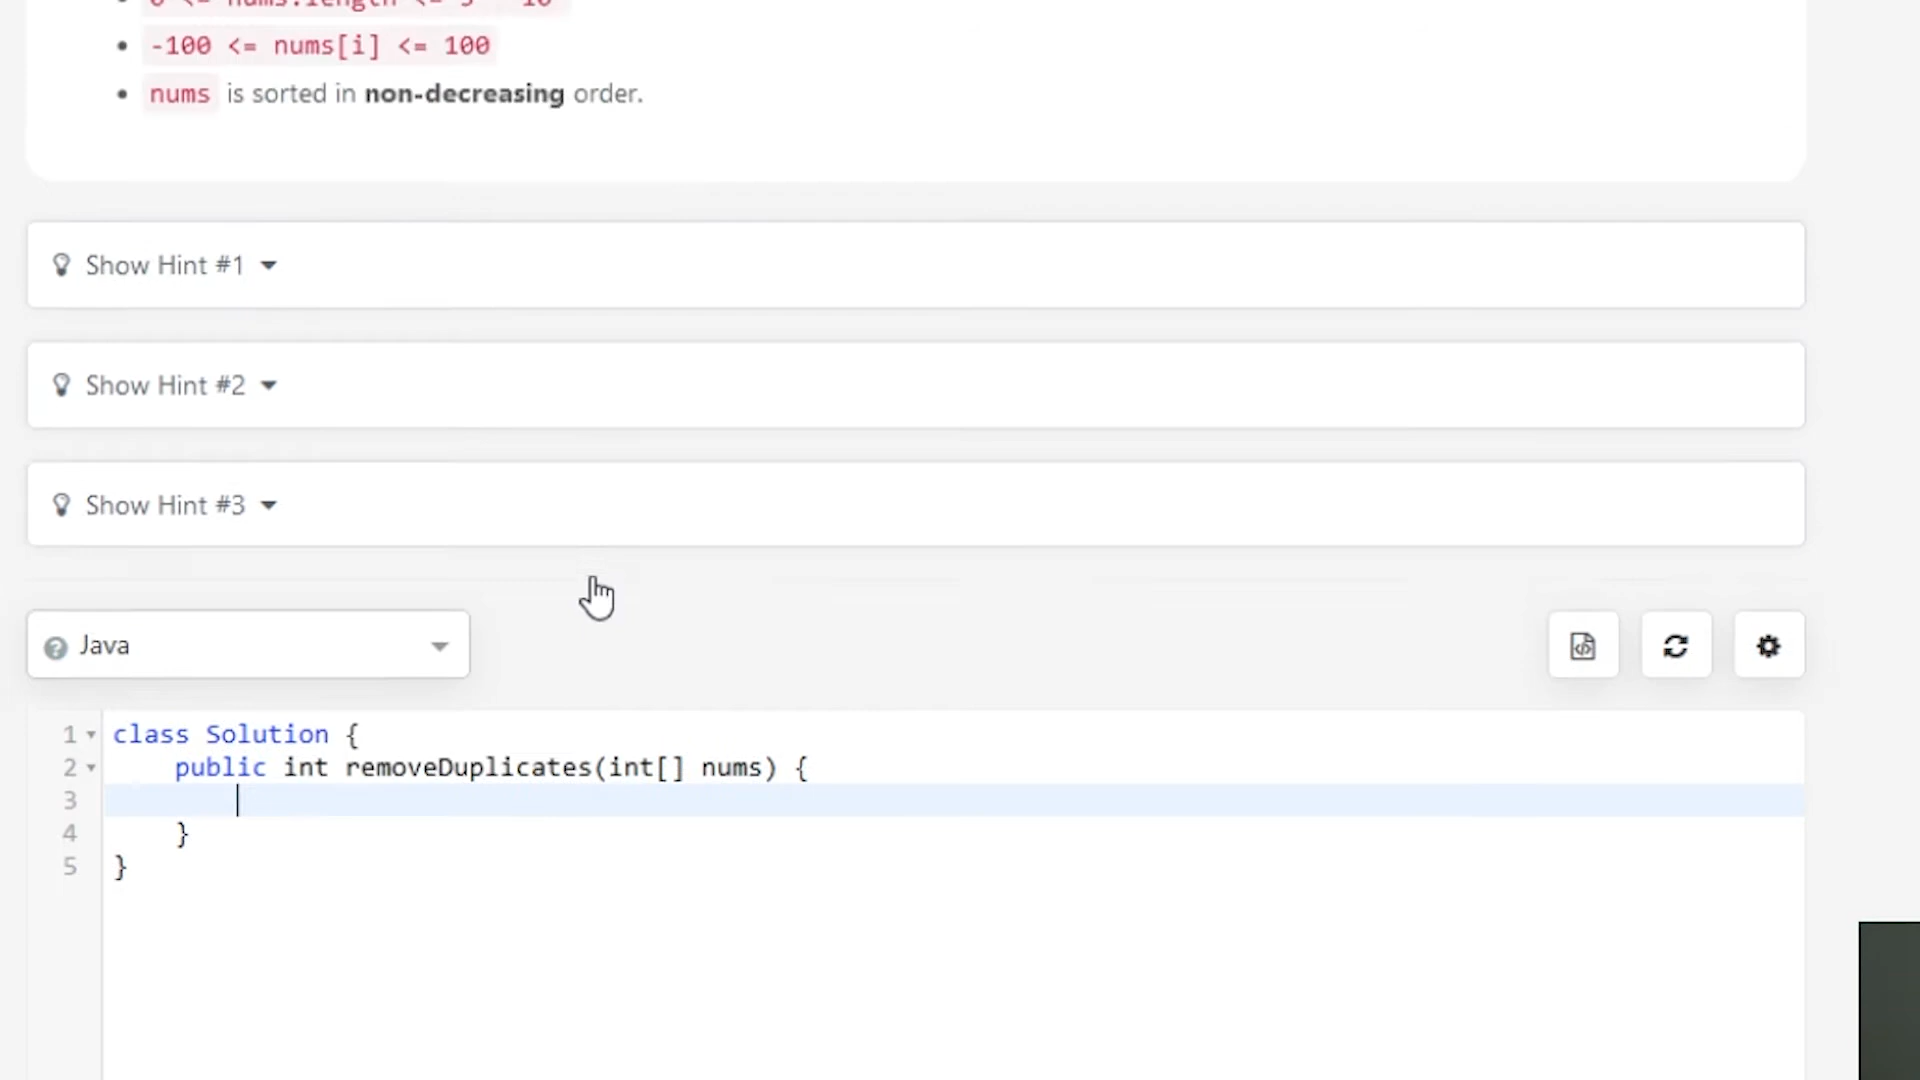 -100 <= nums[i] <= 100
nums is sorted in non-decreasing order.
Show Hint #1
Show Hint #2
Show Hint #3
Java
1 class Solution {
2 public int removeDuplicates(int[] nums) {
3
4 }
5 }